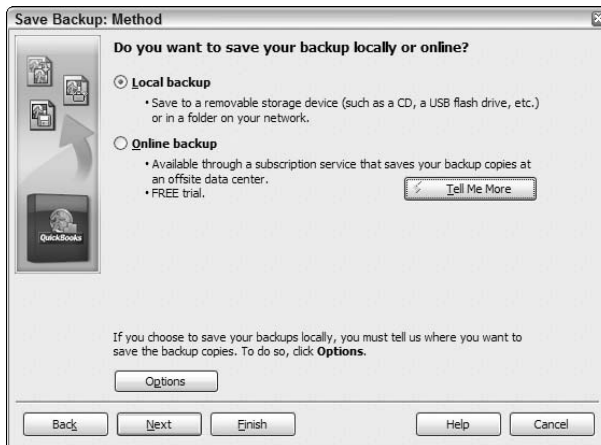 Save Backup: Method
Do you want to save your backup locally or online?
Local backup
• Save to a removable storage device (such as a CD, a USB flash drive, etc.)
or in a folder on your network.
Online backup
• Available through a subscription service that saves your backup copies at
an offsite data center.
• FREE trial.
Tell Me More
QuickBooks
If you choose to save your backups locally, you must tell us where you want to
save the backup copies. To do so, click Options.
Options
Back
Next
Finish
Help
Cancel